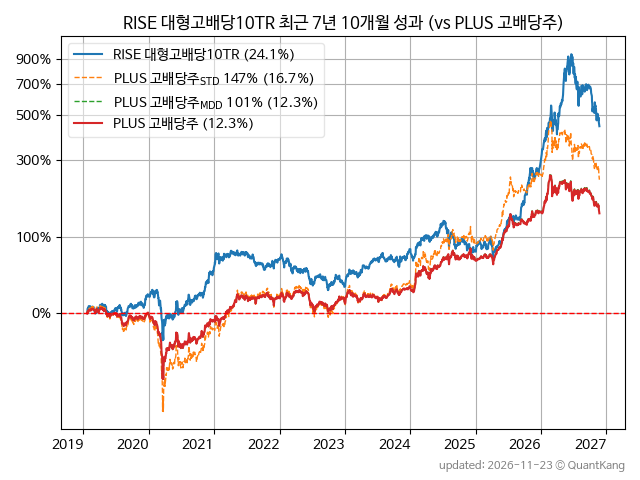 RISE 대형고배당10TR 최근 7년 10개월 성과 (vs PLUS 고배당주)
RISE 대형고배당10TR (24.1%)
PLUS 고배당주STD 147% (16.7%)
PLUS 고배당주MDD 101% (12.3%)
PLUS 고배당주 (12.3%)
900%
700%
500%
300%
100%
0%
2019 2020 2021 2022 2023 2024 2025 2026 2027
updated: 2026-11-23 © QuantKang